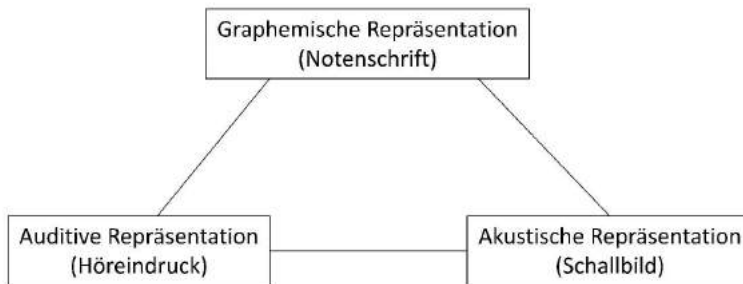 Graphemische Repräsentation
(Notenschrift)
Auditive Repräsentation
(Höreindruck)
Akustische Repräsentation
(Schallbild)